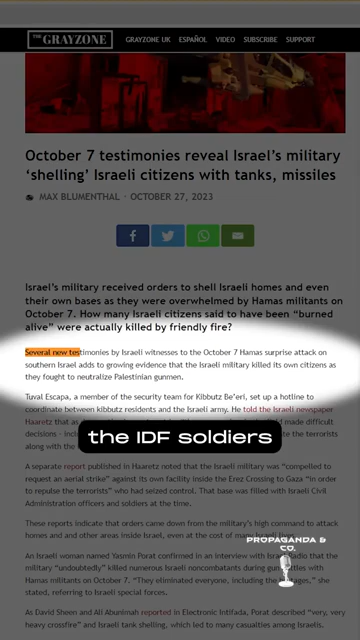 THE GRAYZONE
GRAYZONE UK ESPAÑOL VIDEO SUBSCRIBE SUPPORT
October 7 testimonies reveal Israel's military
'shelling' Israeli citizens with tanks, missiles
MAX BLUMENTHAL · OCTOBER 27, 2023
Israel's military received orders to shell Israeli homes and even
their own bases as they were overwhelmed by Hamas militants on
October 7. How many Israeli citizens said to have been "burned
alive" were actually killed by friendly fire?
Several new testimonies by Israeli witnesses to the October 7 Hamas surprise attack on
southern Israel adds to growing evidence that the Israeli military killed its own citizens as
they fought to neutralize Palestinian gunmen.
Tuval Escapa, a member of the security team for Kibbutz Be'eri, set up a hotline to
coordinate between kibbutz residents and the Israeli army. He told the Israeli newspaper
Haaretz that as
made difficult
decisions
the terrorists
along with the
the IDF soldiers
A separate report published in Haaretz noted that the Israeli military was "compelled to
request an aerial strike" against its own facility inside the Erez Crossing to Gaza "in order
to repulse the terrorists" who had seized control. That base was filled with Israeli Civil
Administration officers and soldiers at the time.
These reports indicate that orders came down from the military's high command to attack
homes and and other areas inside Israel, even at the cost of many Israeli lives.
An Israeli woman named Yasmin Porat confirmed in an interview with Israel Radio that the
military "undoubtedly" killed numerous Israeli noncombatants during gun battles with
Hamas militants on October 7. "They eliminated everyone, including the hostages," she
stated, referring to Israeli special forces.
As David Sheen and Ali Abunimah reported in Electronic Intifada, Porat described "very, very
heavy crossfire" and Israeli tank shelling, which led to many casualties among Israelis.
PROPAGANDA &
CO.